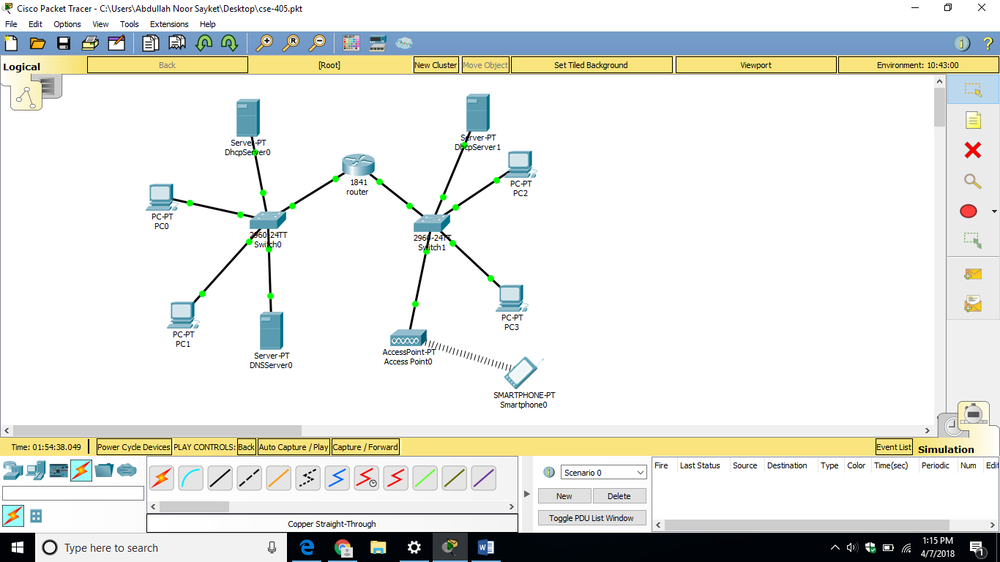 Cisco Packet Tracer - C:\Users\Abdullah Noor Sayket\Desktop\cse-405.pkt
File Edit Options View Tools Extensions Help
SELECT
R
Logical
Back
[Root]
New Cluster
Move Object
Set Tiled Background
Viewport
Environment: 10:43:00
Server-PT
DhcpServer0
Server-PT
DhcpServer1
1841
router
PC-PT
PC2
PC-PT
PC0
2960-24TT
Switch0
2960-24TT
Switch1
PC-PT
PC3
PC-PT
PC1
Server-PT
DNSServer0
AccessPoint-PT
Access Point0
SMARTPHONE-PT
Smartphone0
Time: 01:54:38.049
Power Cycle Devices
PLAY CONTROLS:
Back
Auto Capture / Play
Capture / Forward
Event List
Simulation
Scenario 0
New
Delete
Toggle PDU List Window
Fire Last Status Source Destination Type Color Time(sec) Periodic Num Edit
Copper Straight-Through
Type here to search
1:15 PM
4/7/2018
1